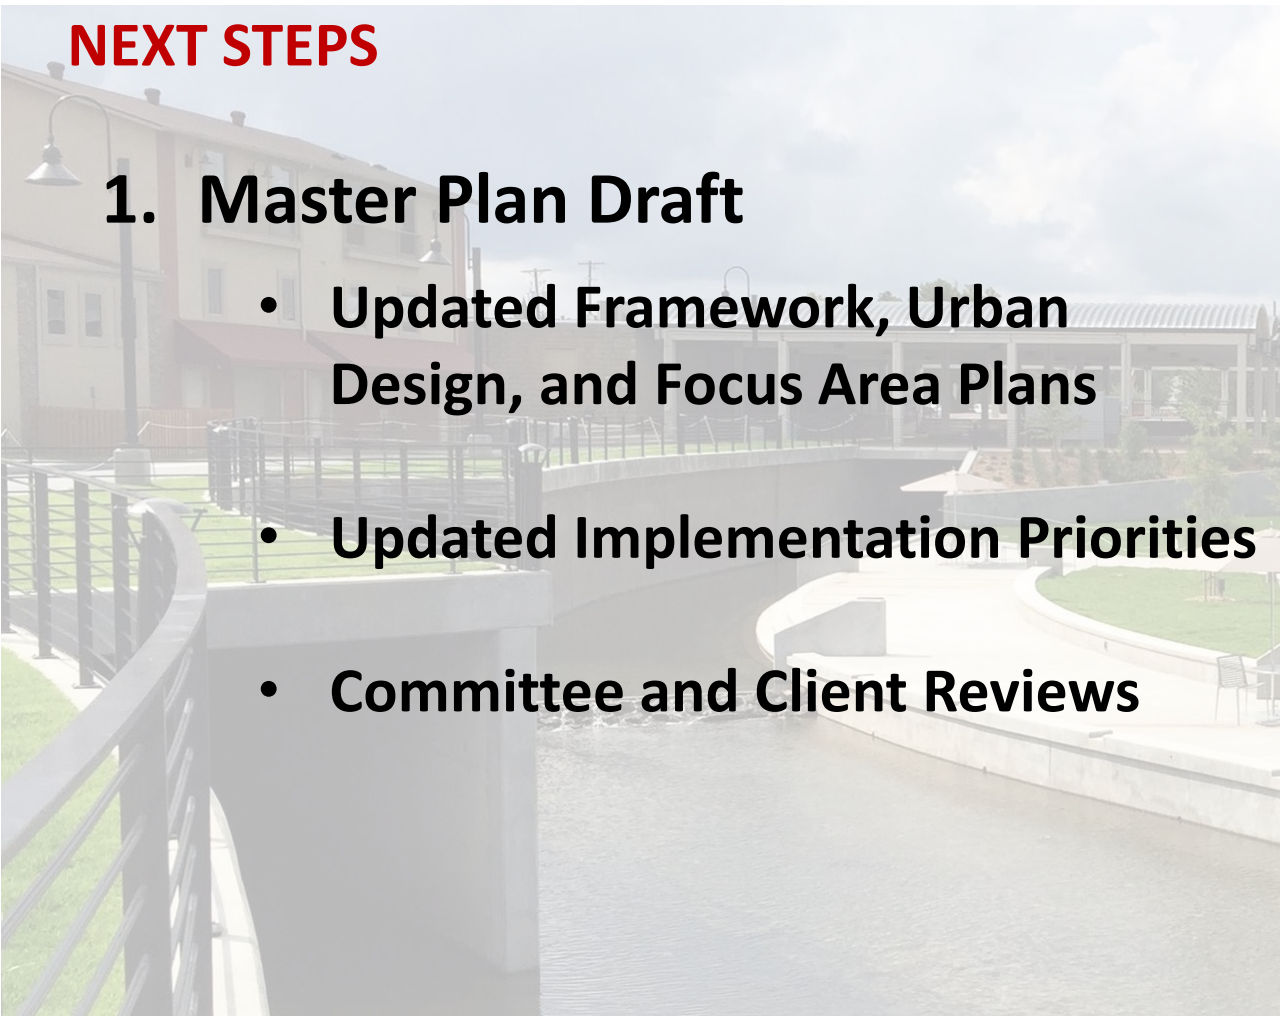 NEXT STEPS
1. Master Plan Draft
• Updated Framework, Urban
Design, and Focus Area Plans
• Updated Implementation Priorities
• Committee and Client Reviews